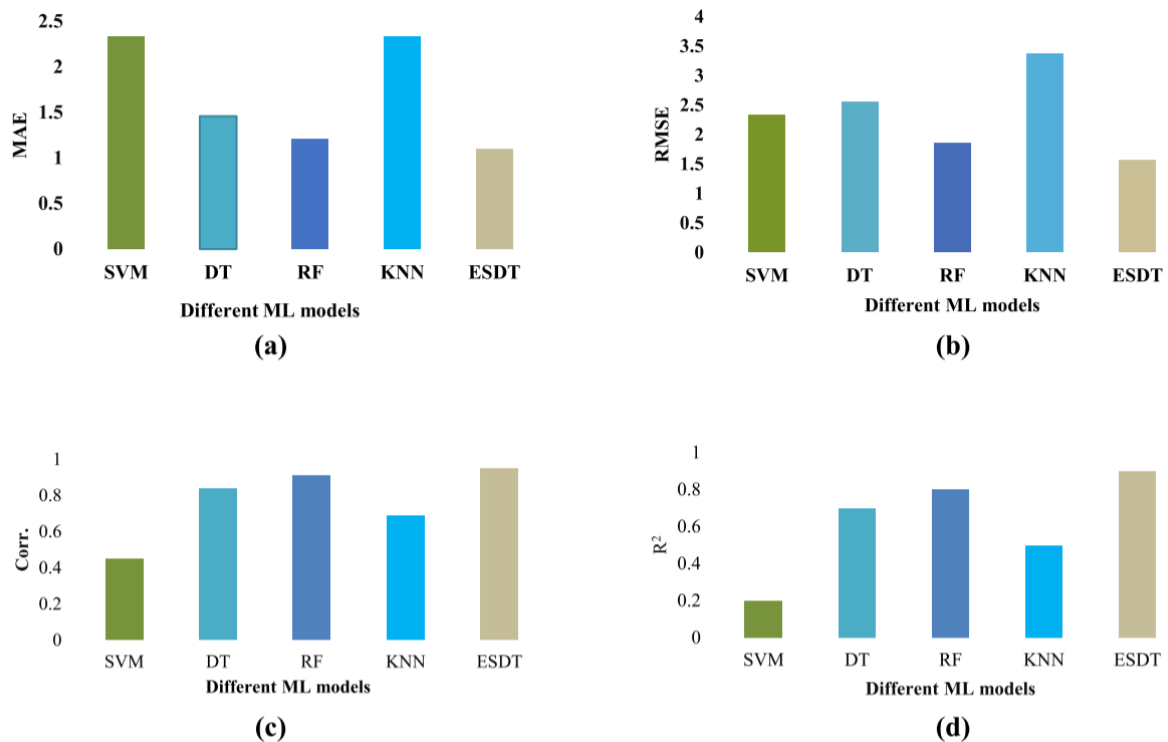 2.5
2
1.5
1
0.5
0
MAE
SVM DT RF KNN ESDT
Different ML models
(a)
4
3.5
3
2.5
2
1.5
1
0.5
0
RMSE
SVM DT RF KNN ESDT
Different ML models
(b)
1
0.8
0.6
0.4
0.2
0
Corr.
SVM DT RF KNN ESDT
Different ML models
(c)
1
0.8
0.6
0.4
0.2
0
R²
SVM DT RF KNN ESDT
Different ML models
(d)